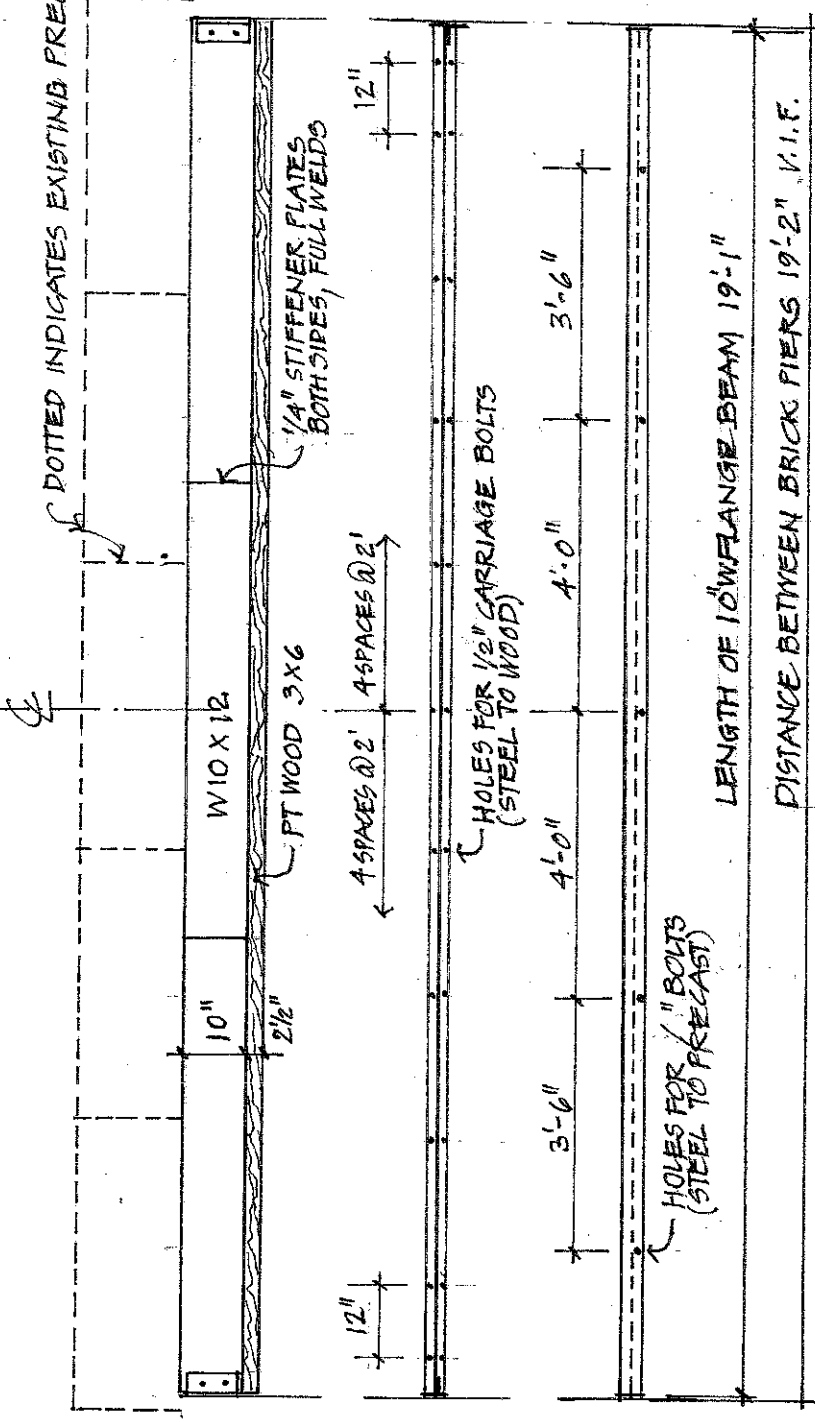 DOTTED INDICATES EXISTING
℄
W10 X 12
10"
2½"
PT WOOD 3X6
1/4" STIFFENER PLATES
BOTH SIDES, FULL WELDS
12"
4 SPACES @ 2'
4 SPACES @ 2'
12"
HOLES FOR 1/2" CARRIAGE BOLTS
(STEEL TO WOOD)
3'-6"
4'-0"
4'-0"
3'-6"
HOLES FOR / " BOLTS
(STEEL TO PRECAST)
LENGTH OF 10" W.FLANGE BEAM 19'-1"
DISTANCE BETWEEN BRICK PIERS 19'-2" V.I.F.